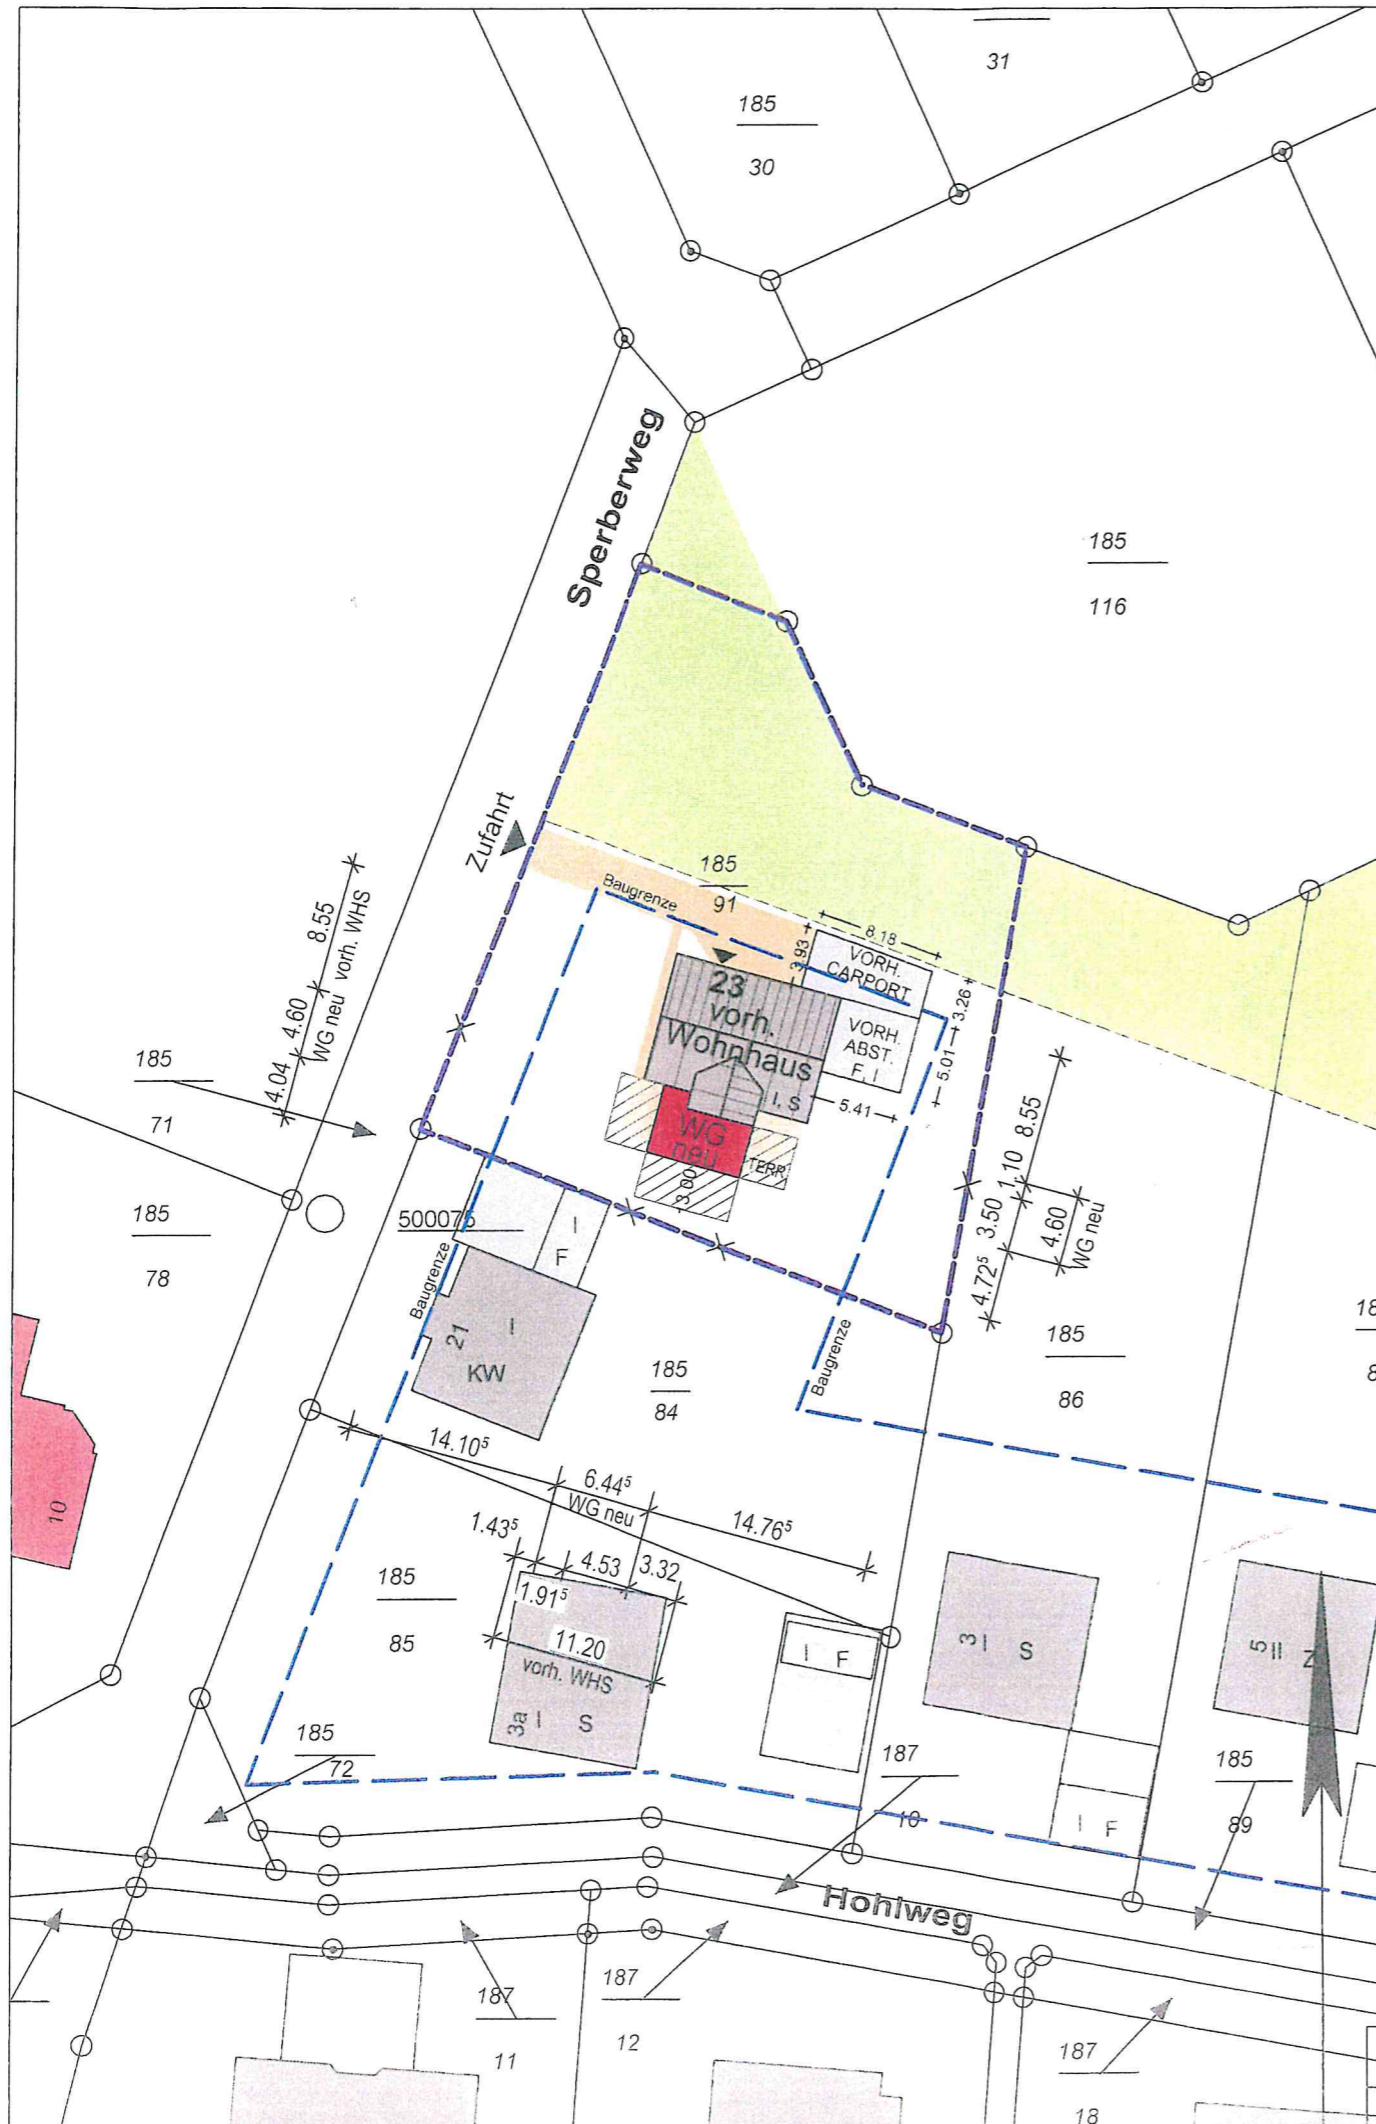 31
185
30
Sperberweg
185
116
Zufahrt
185
91
Baugrenze
8.18
3.93
VORH.
CARPORT
3.26
23
vorh.
Wohnhaus
I, S
VORH.
ABST.
F, I
5.01
5.41
WG
neu
TERR.
3.00
8.55
vorh. WHS
4.60
WG neu
4.04
185
71
185
78
500075
I
F
Baugrenze
21
I
KW
8.55
1.10
3.50
4.60
WG neu
4.72⁵
185
84
Baugrenze
185
86
18
8
10
14.10⁵
6.44⁵
WG neu
14.76⁵
1.43⁵
4.53
3.32
1.91⁵
11.20
vorh. WHS
3a I S
185
85
I F
3 I S
5 II Z
185
72
187
10
185
89
I F
Hohlweg
187
11
187
12
187
18